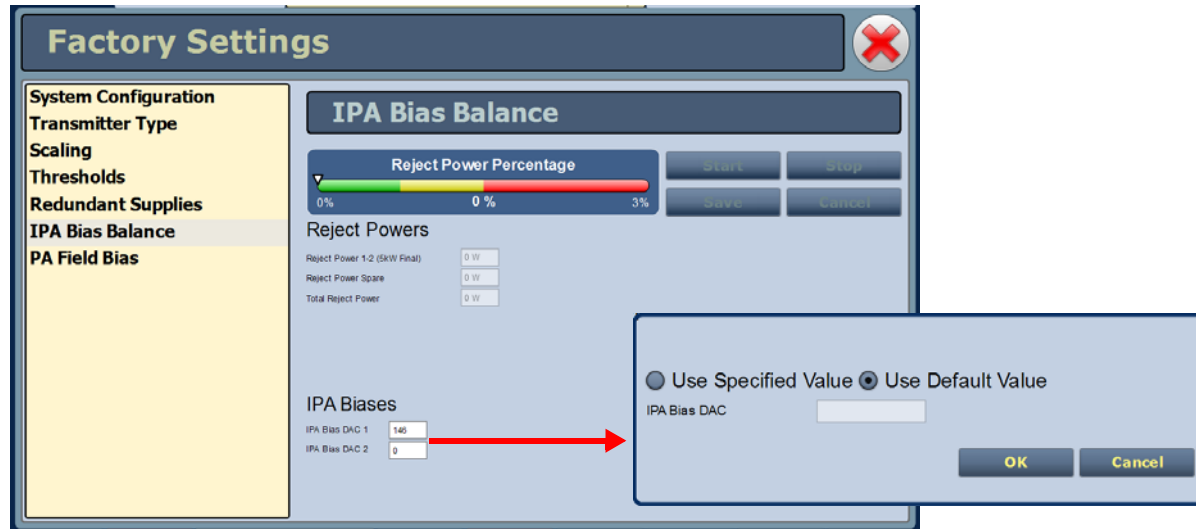 Factory Settings
System Configuration
Transmitter Type
Scaling
Thresholds
Redundant Supplies
IPA Bias Balance
PA Field Bias
IPA Bias Balance
Reject Power Percentage
0% 0 % 3%
Start Stop
Save Cancel
Reject Powers
Reject Power 1-2 (5kW Final) 0 W
Reject Power Spare 0 W
Total Reject Power 0 W
IPA Biases
IPA Bias DAC 1 146
IPA Bias DAC 2 0
Use Specified Value Use Default Value
IPA Bias DAC
OK Cancel